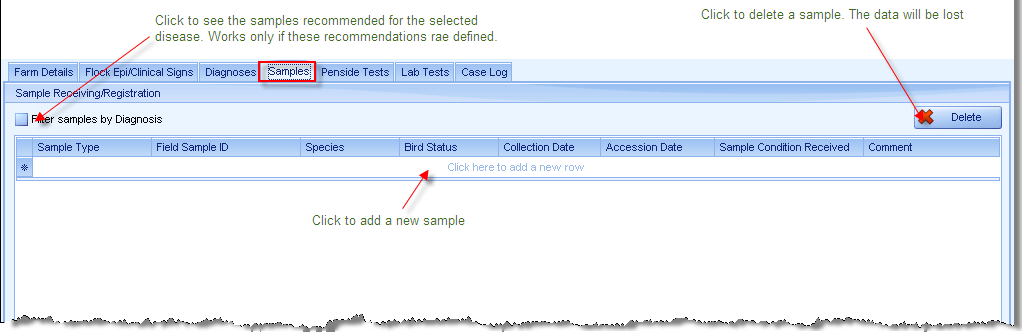 Click to see the samples recommended for the selected
disease. Works only if these recommendations rae defined.
Click to delete a sample. The data will be lost
Farm Details Flock Epi/Clinical Signs Diagnoses Samples Penside Tests Lab Tests Case Log
Sample Receiving/Registration
Filter samples by Diagnosis
Delete
Sample Type Field Sample ID Species Bird Status Collection Date Accession Date Sample Condition Received Comment
Click here to add a new row
Click to add a new sample